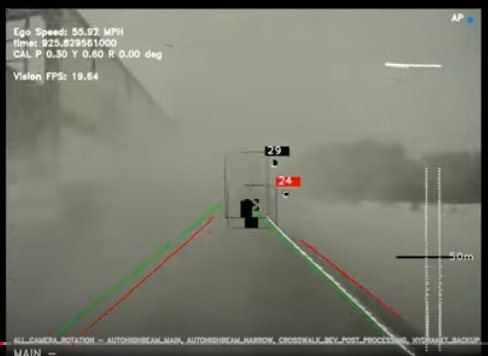 AP
Ego Speed: 55.92 MPH
time: 925.829561000
CAL P 0.30 Y 0.60 R 0.00 deg
Vision FPS: 19.64
29
24
50m
ALL_CAMERA_ROTATION - AUTOHIGHBEAM_MAIN, AUTOHIGHBEAM_NARROW, CROSSWALK_BEV_POST_PROCESSING, HYDRANET_BACKUP
MAIN -